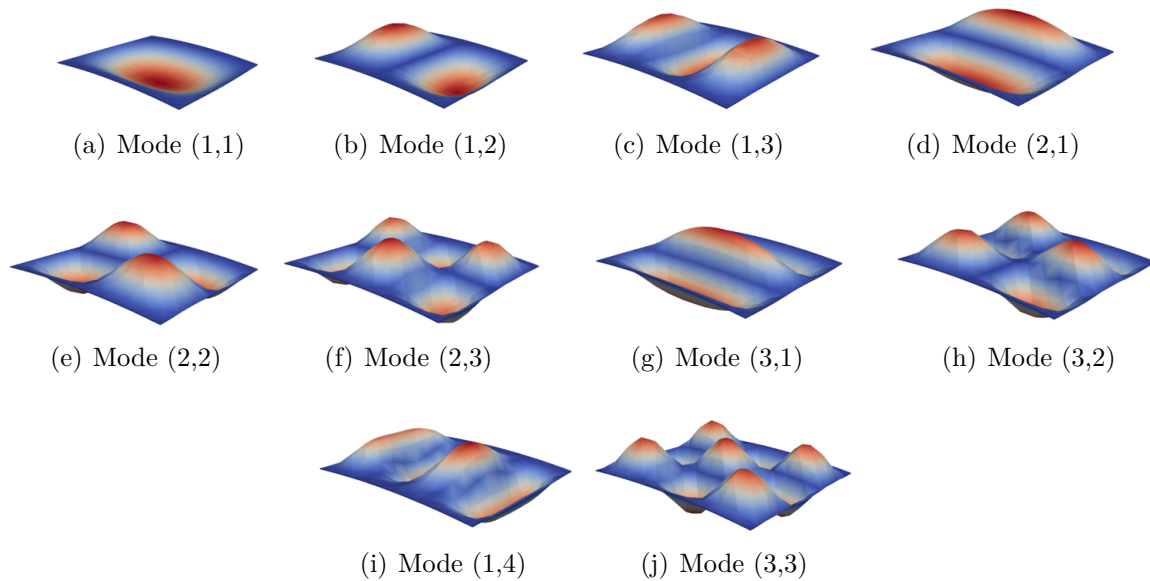 (a) Mode (1,1)
(b) Mode (1,2)
(c) Mode (1,3)
(d) Mode (2,1)
(e) Mode (2,2)
(f) Mode (2,3)
(g) Mode (3,1)
(h) Mode (3,2)
(i) Mode (1,4)
(j) Mode (3,3)